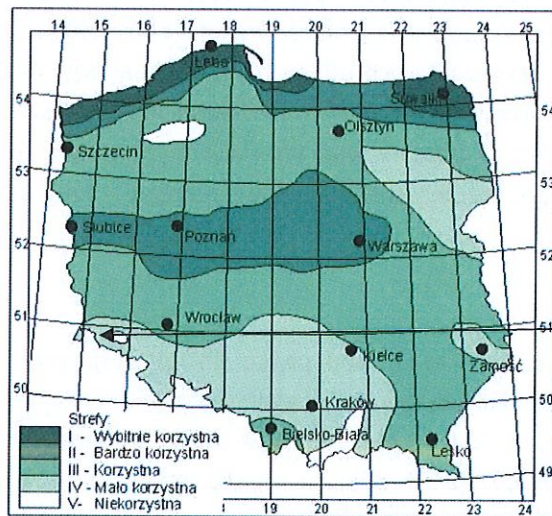 14 15 16 17 18 19 20 21 22 23 24 25
Łeba
54
Suwałki
54
Olsztyn
Szczecin
53
53
Słubice
Poznań
Warszawa
52
52
Wrocław
51
51
Kielce
Zamość
50
Kraków
50
Bielsko-Biała
Lesko
Strefy:
I - Wybitnie korzystna
II - Bardzo korzystna
III - Korzystna
IV - Mało korzystna
V- Niekorzystna
19 20 21 22 23
49